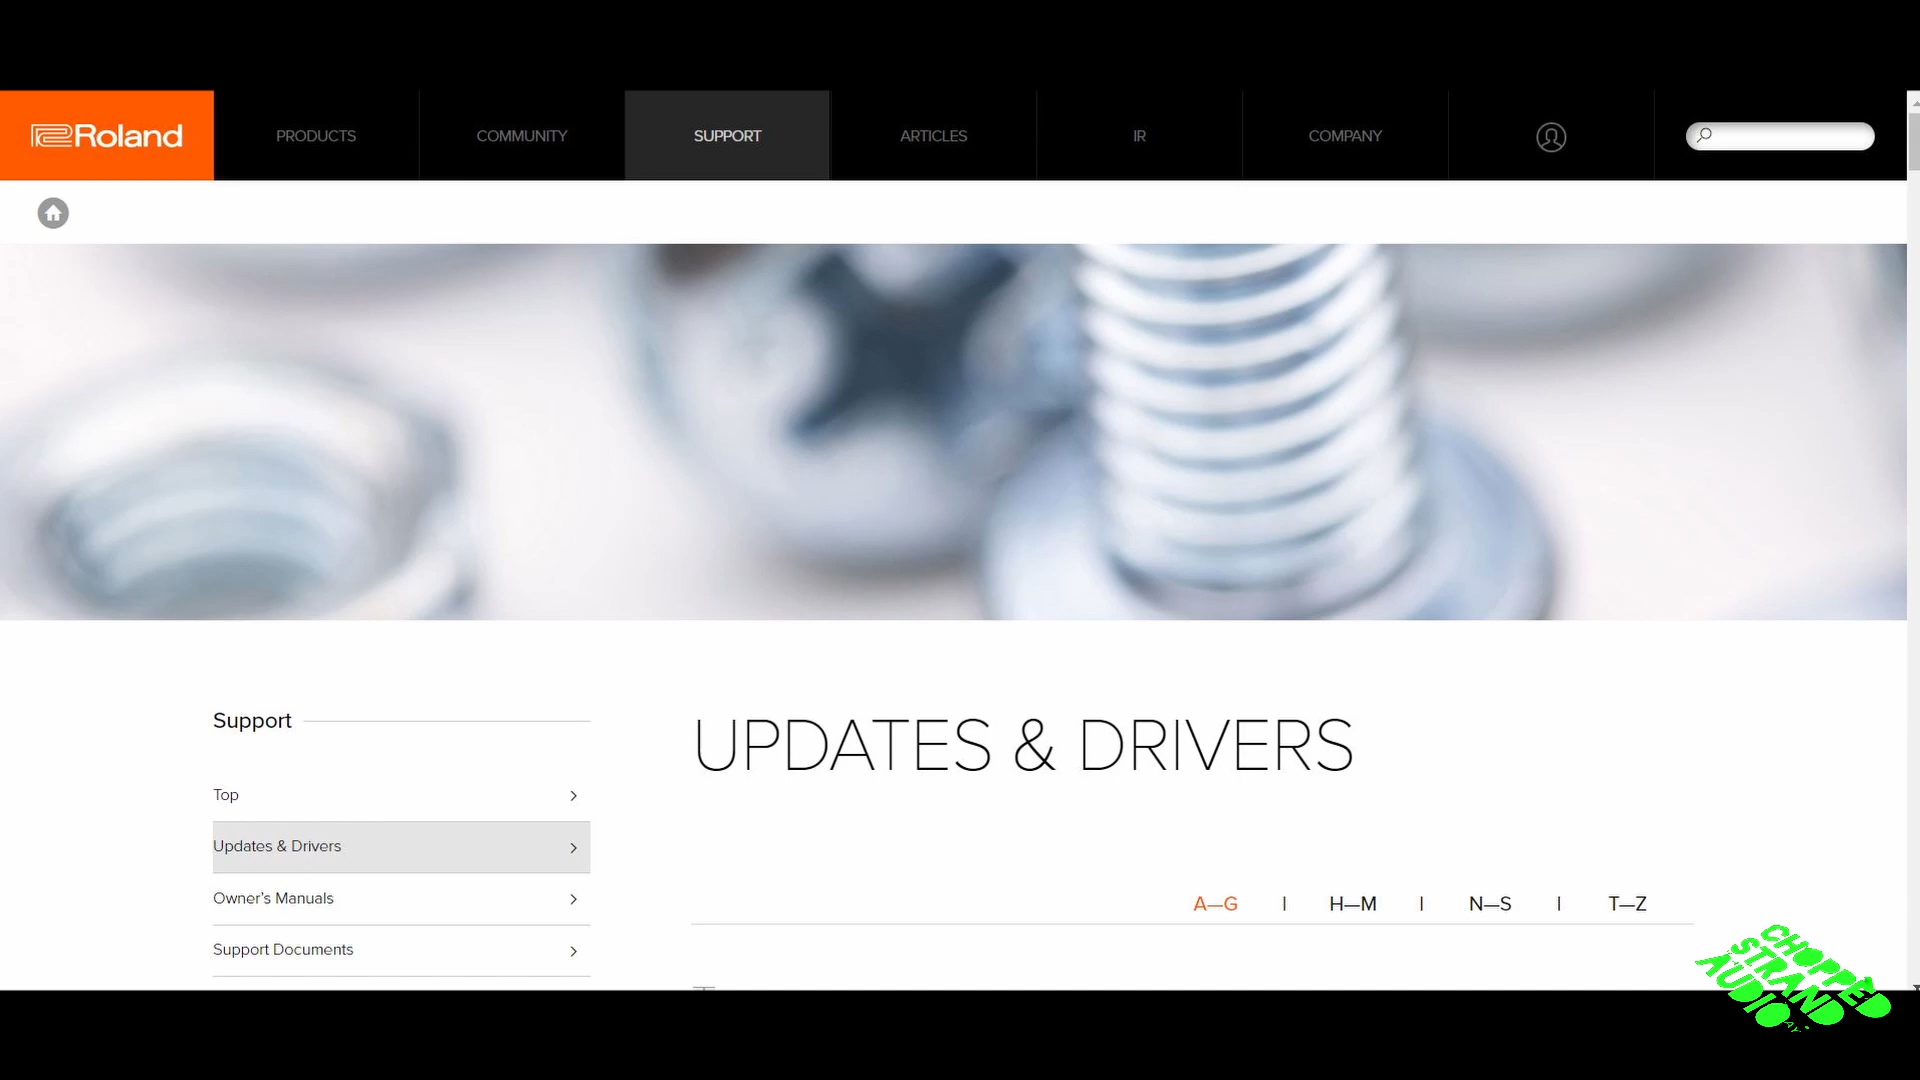 Roland
PRODUCTS
COMMUNITY
SUPPORT
ARTICLES
IR
COMPANY
Support
Top
Updates & Drivers
Owner's Manuals
Support Documents
UPDATES & DRIVERS
A—G | H—M | N—S | T—Z
CHOPPED
STRAND
AUDIO